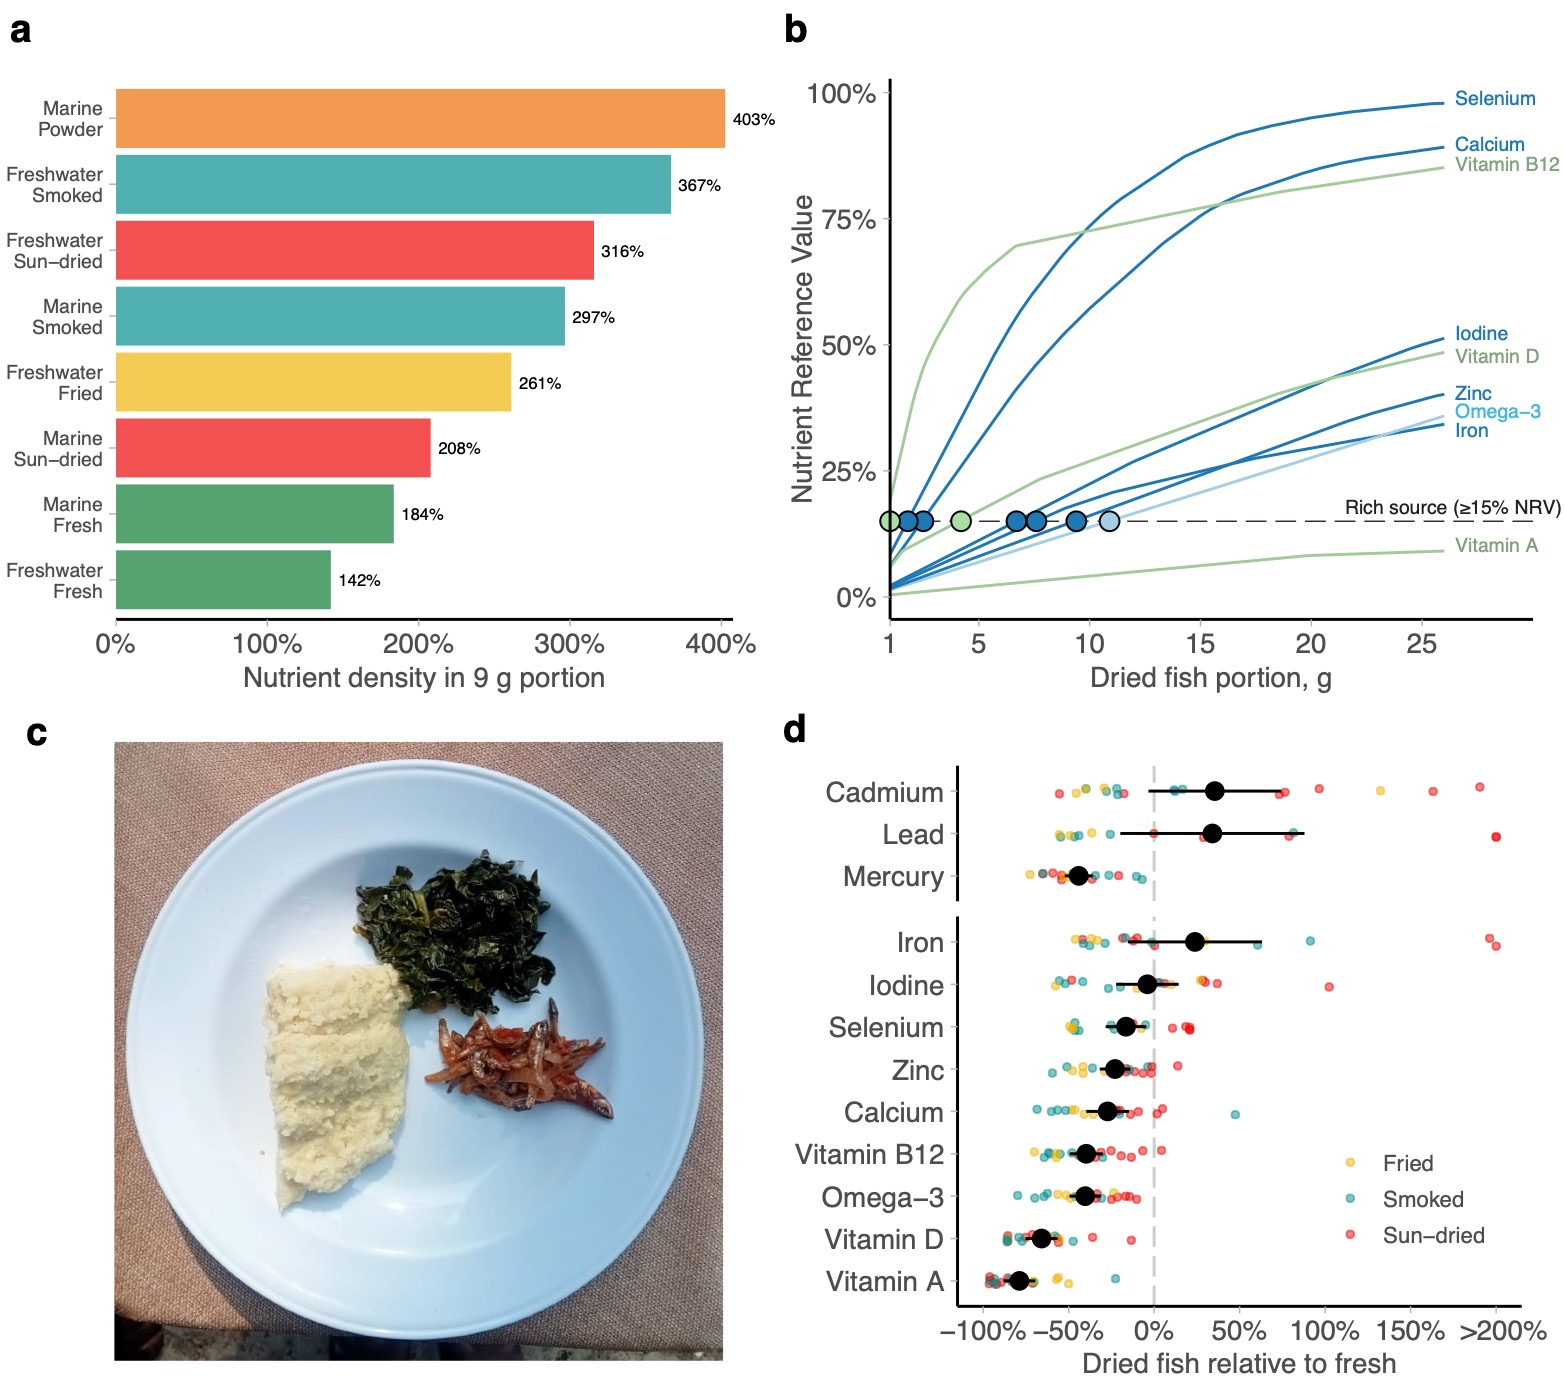 a
Marine
Powder
403%
Freshwater
Smoked
367%
Freshwater
Sun−dried
316%
Marine
Smoked
297%
Freshwater
Fried
261%
Marine
Sun−dried
208%
Marine
Fresh
184%
Freshwater
Fresh
142%
0% 100% 200% 300% 400%
Nutrient density in 9 g portion
b
Nutrient Reference Value
100%
75%
50%
25%
0%
Selenium
Calcium
Vitamin B12
Iodine
Vitamin D
Zinc
Omega−3
Iron
Rich source (≥15% NRV)
Vitamin A
1 5 10 15 20 25
Dried fish portion, g
c
d
Cadmium
Lead
Mercury
Iron
Iodine
Selenium
Zinc
Calcium
Vitamin B12
Omega−3
Vitamin D
Vitamin A
Fried
Smoked
Sun−dried
−100% −50% 0% 50% 100% 150% >200%
Dried fish relative to fresh